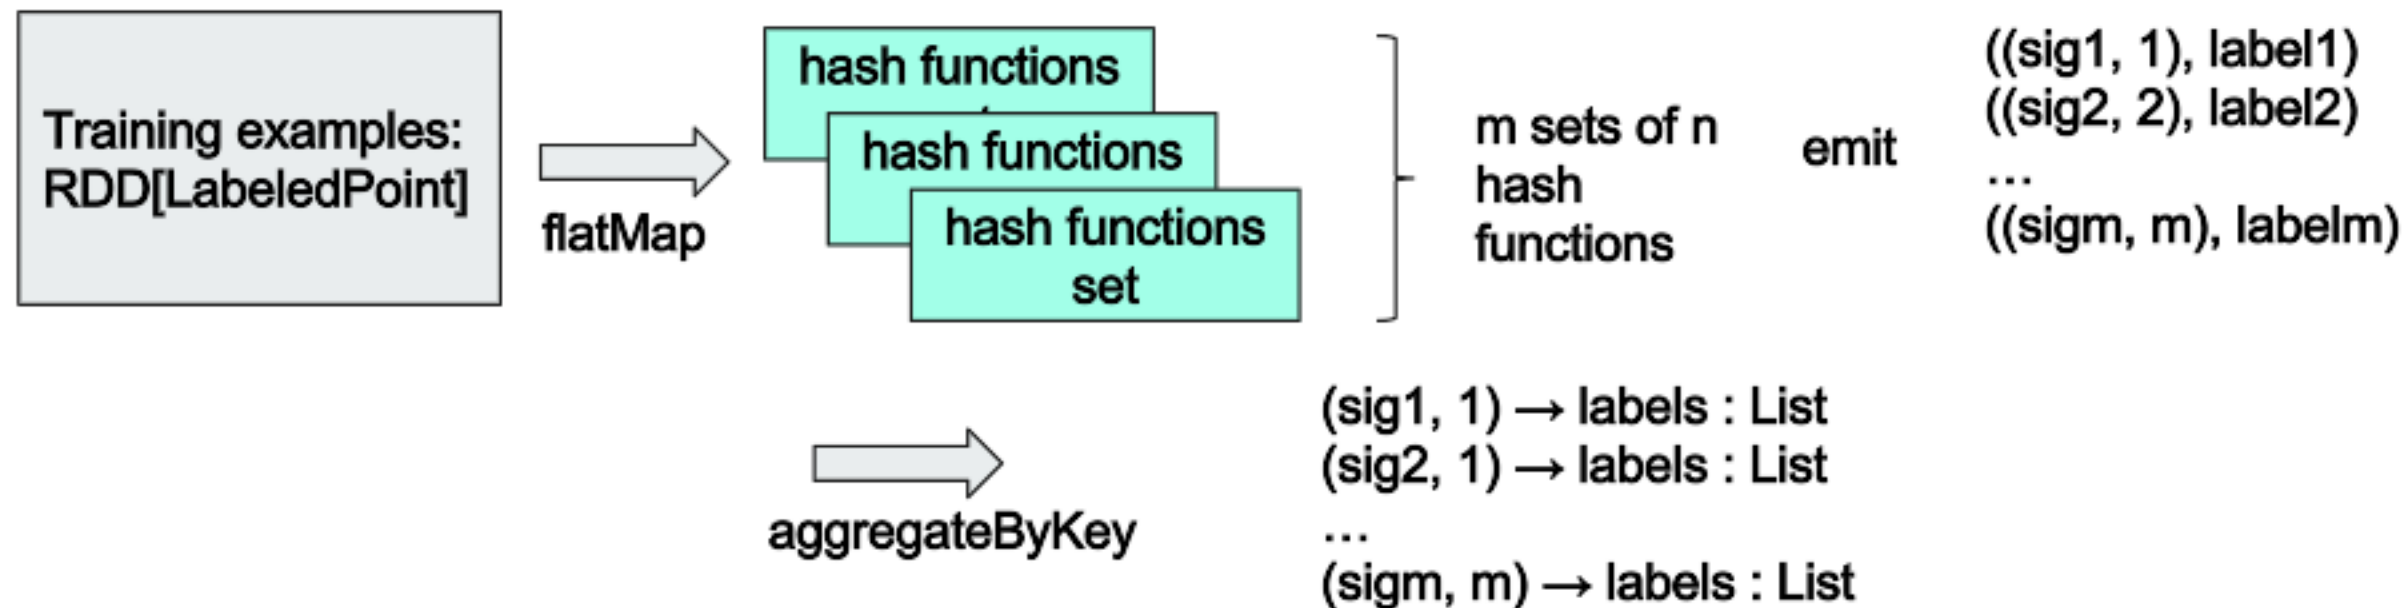 Training examples:
RDD[LabeledPoint]
flatMap
hash functions
hash functions
hash functions
set
m sets of n
hash
functions
emit
((sig1, 1), label1)
((sig2, 2), label2)
...
((sigm, m), labelm)
aggregateByKey
(sig1, 1) → labels : List
(sig2, 1) → labels : List
...
(sigm, m) → labels : List